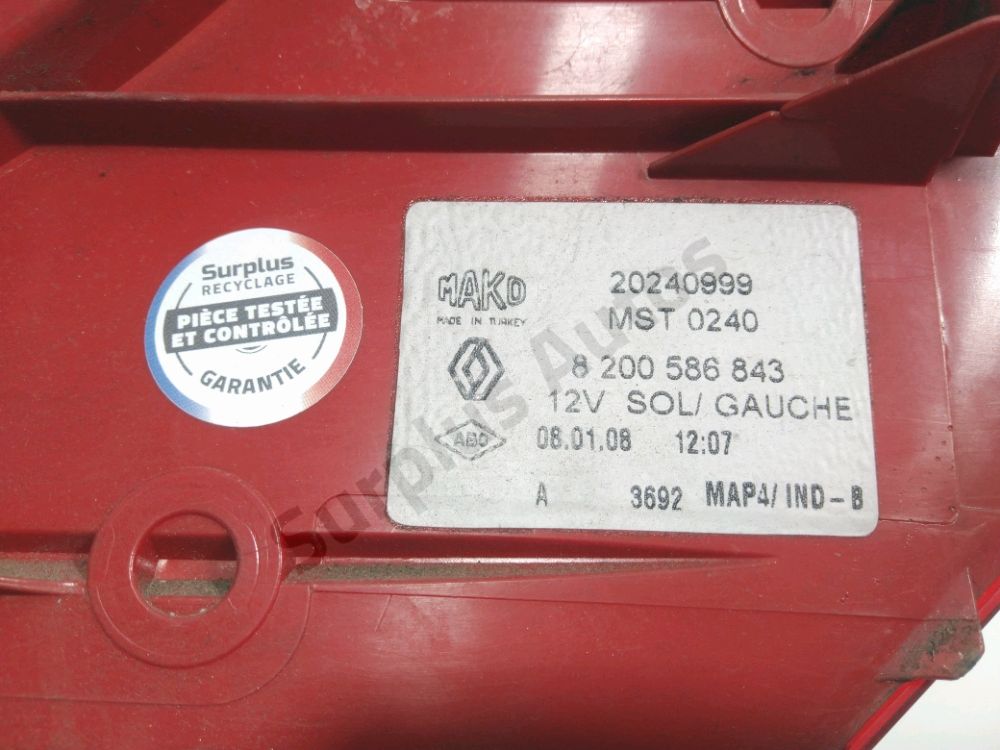 Surplus
RECYCLAGE
PIÈCE TESTÉE
ET CONTRÔLÉE
GARANTIE
MAKO
MADE IN TURKEY
20240999
MST 0240
8 200 586 843
12V SOL/ GAUCHE
08.01.08 12:07
A 3692 MAP4/ IND-B
Surplus Autos